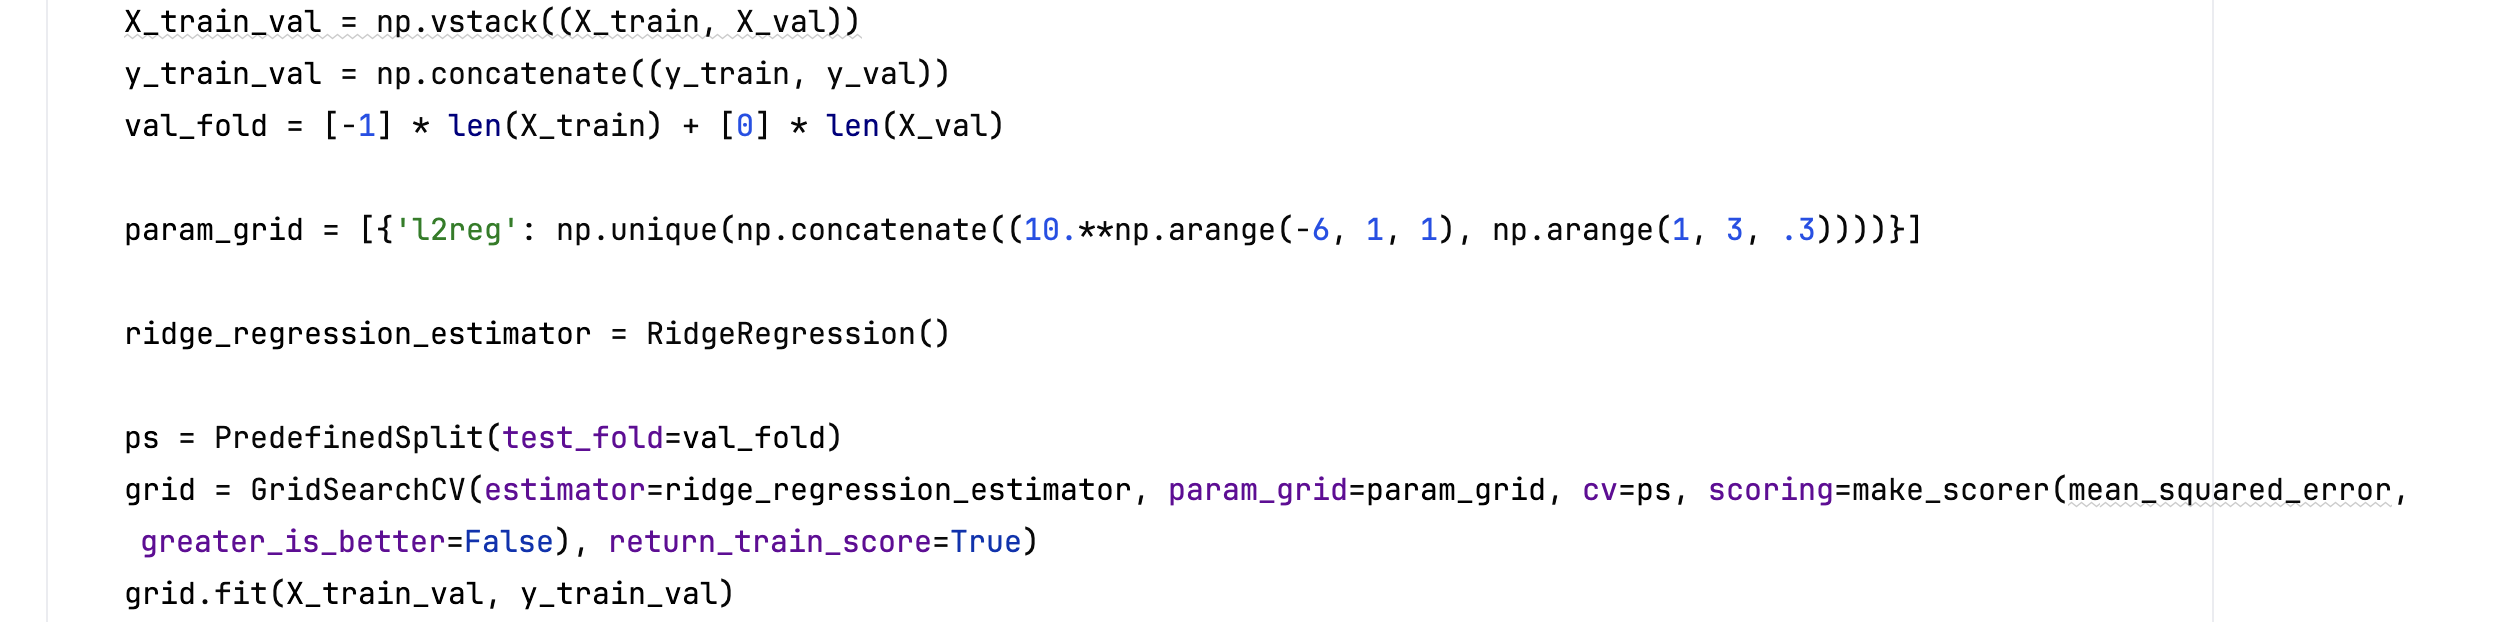 X_train_val = np.vstack((X_train, X_val))
y_train_val = np.concatenate((y_train, y_val))
val_fold = [-1] * len(X_train) + [0] * len(X_val)
param_grid = [{'l2reg': np.unique(np.concatenate((10.**np.arange(-6, 1, 1), np.arange(1, 3, .3))))}]
ridge_regression_estimator = RidgeRegression()
ps = PredefinedSplit(test_fold=val_fold)
grid = GridSearchCV(estimator=ridge_regression_estimator, param_grid=param_grid, cv=ps, scoring=make_scorer(mean_squared_error,
greater_is_better=False), return_train_score=True)
grid.fit(X_train_val, y_train_val)